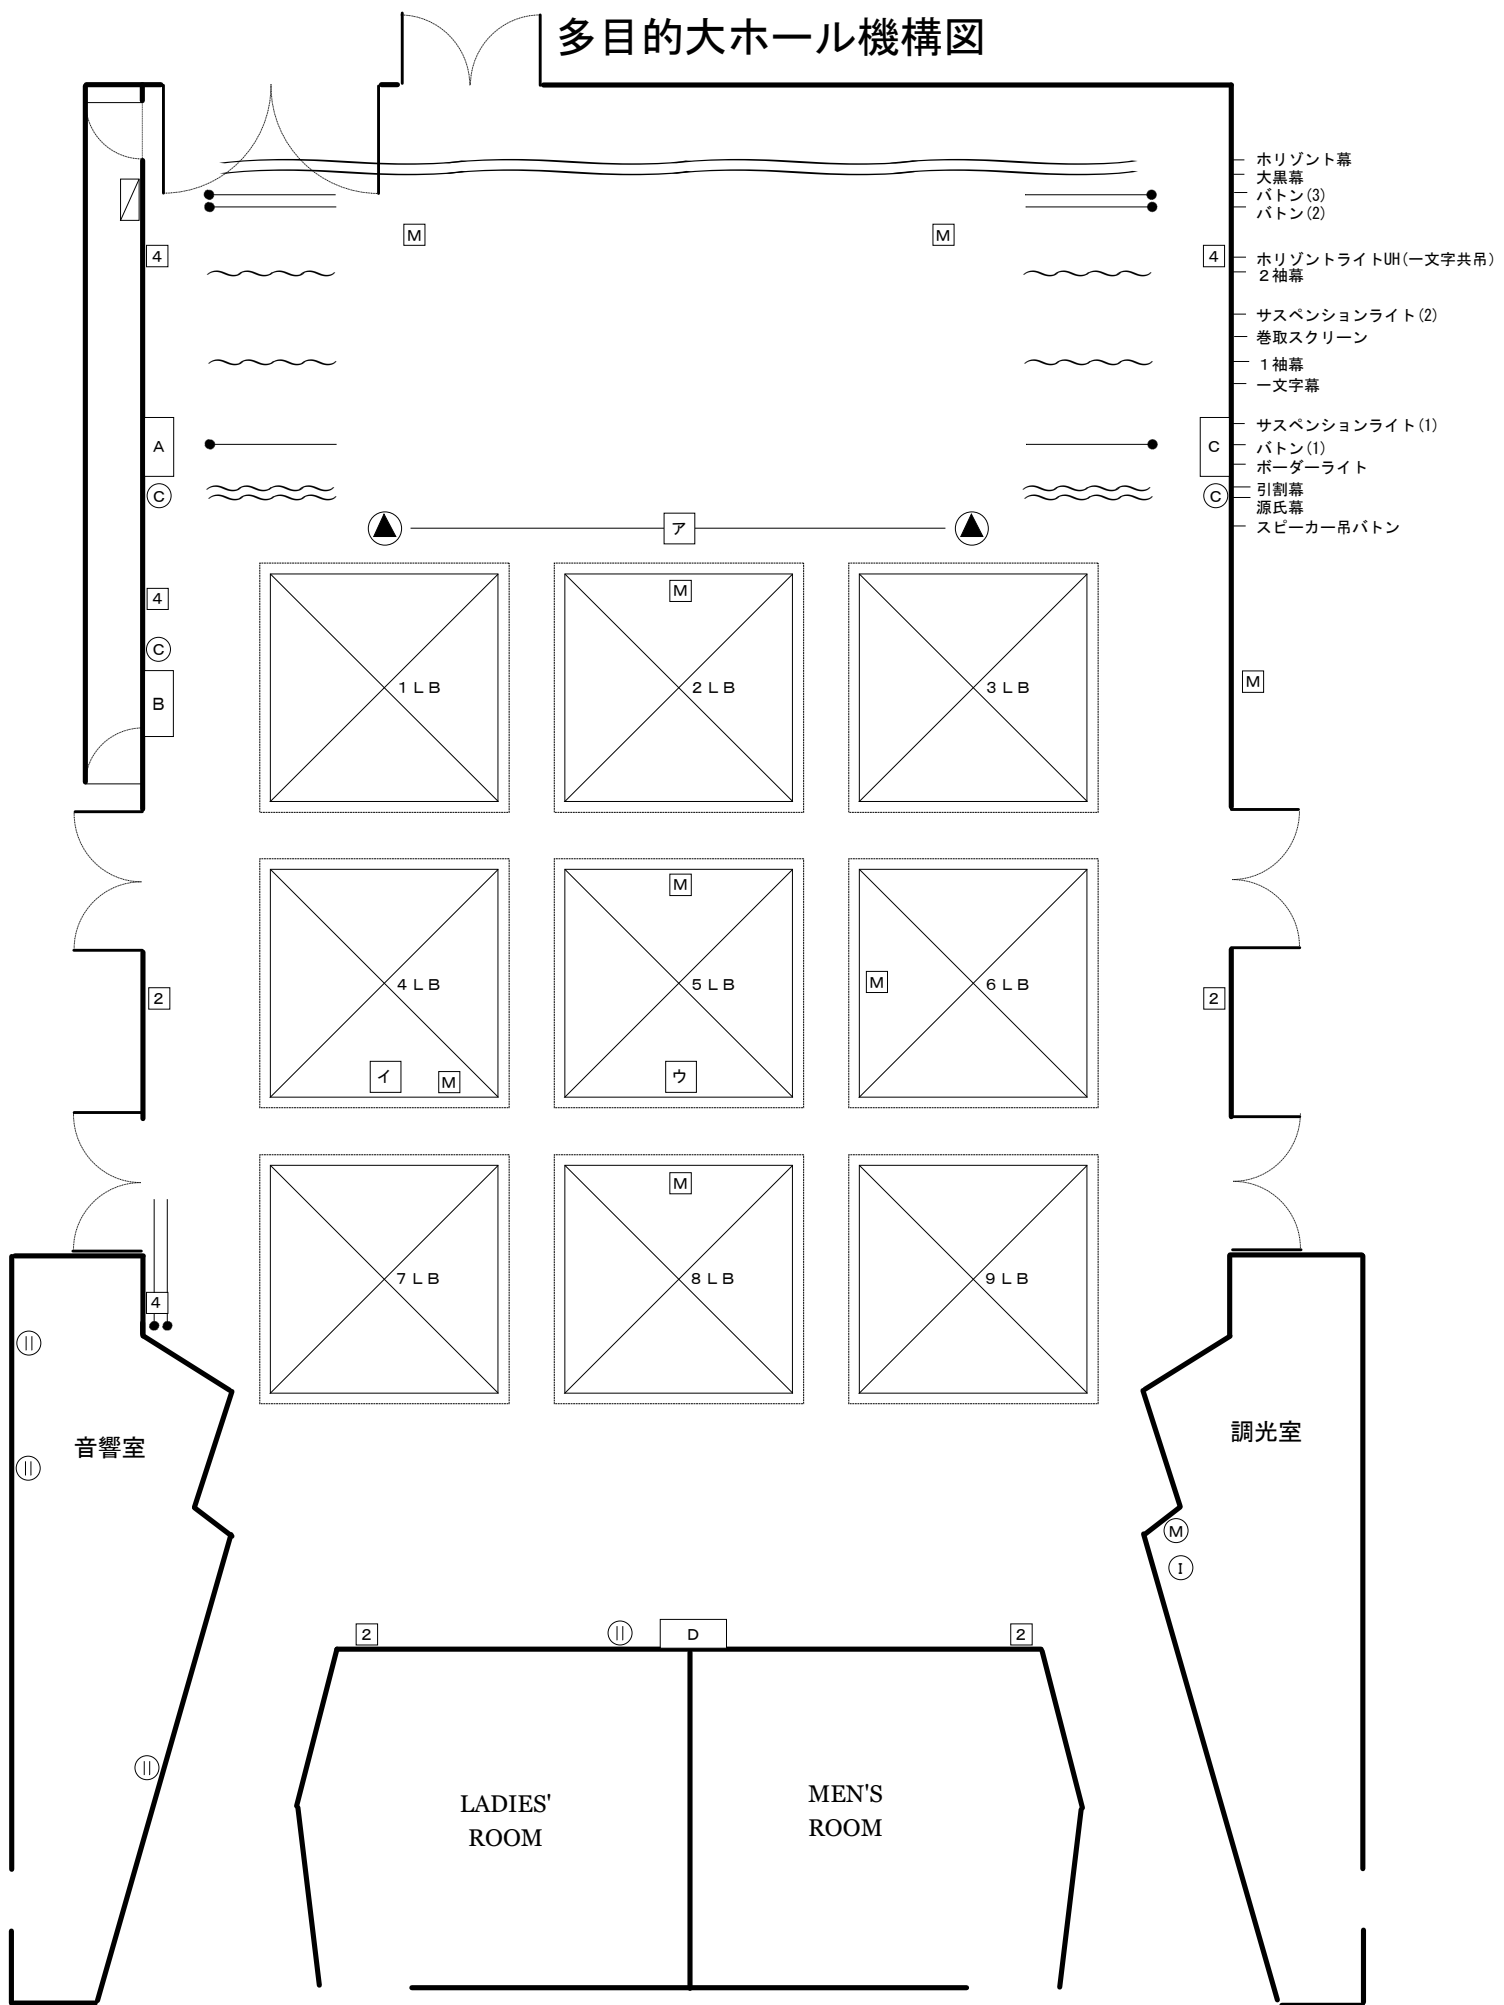 多目的大ホール機構図
ホリゾント幕
大黒幕
バトン(3)
バトン(2)
M M
4 4
ホリゾントライトUH(一文字共吊)
２袖幕
サスペンションライト(2)
巻取スクリーン
１袖幕
一文字幕
サスペンションライト(1)
A C
バトン(1)
ボーダーライト
引割幕
C C
源氏幕
スピーカー吊バトン
ア
M
4
C
M
１ＬＢ ２ＬＢ ３ＬＢ
B
M
４ＬＢ ５ＬＢ ６ＬＢ
M
2 2
イ M ウ
M
７ＬＢ ８ＬＢ ９ＬＢ
4
音響室
調光室
M
I
2 D 2
LADIES'
ROOM
MEN'S
ROOM